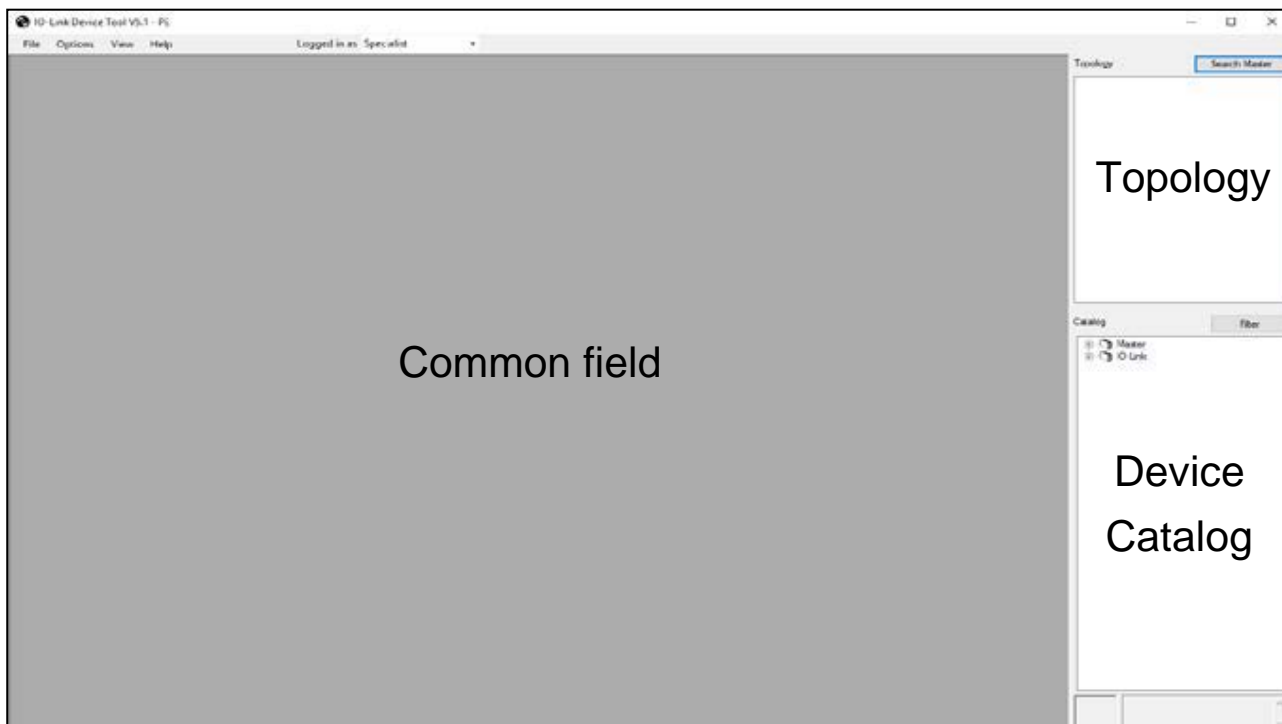 IO-Link Device Tool V5.1 - PE
File Options View Help Logged in as Specialist
Topology Search Master
Topology
Common field
Catalog Filter
Master
IO-Link
Device
Catalog